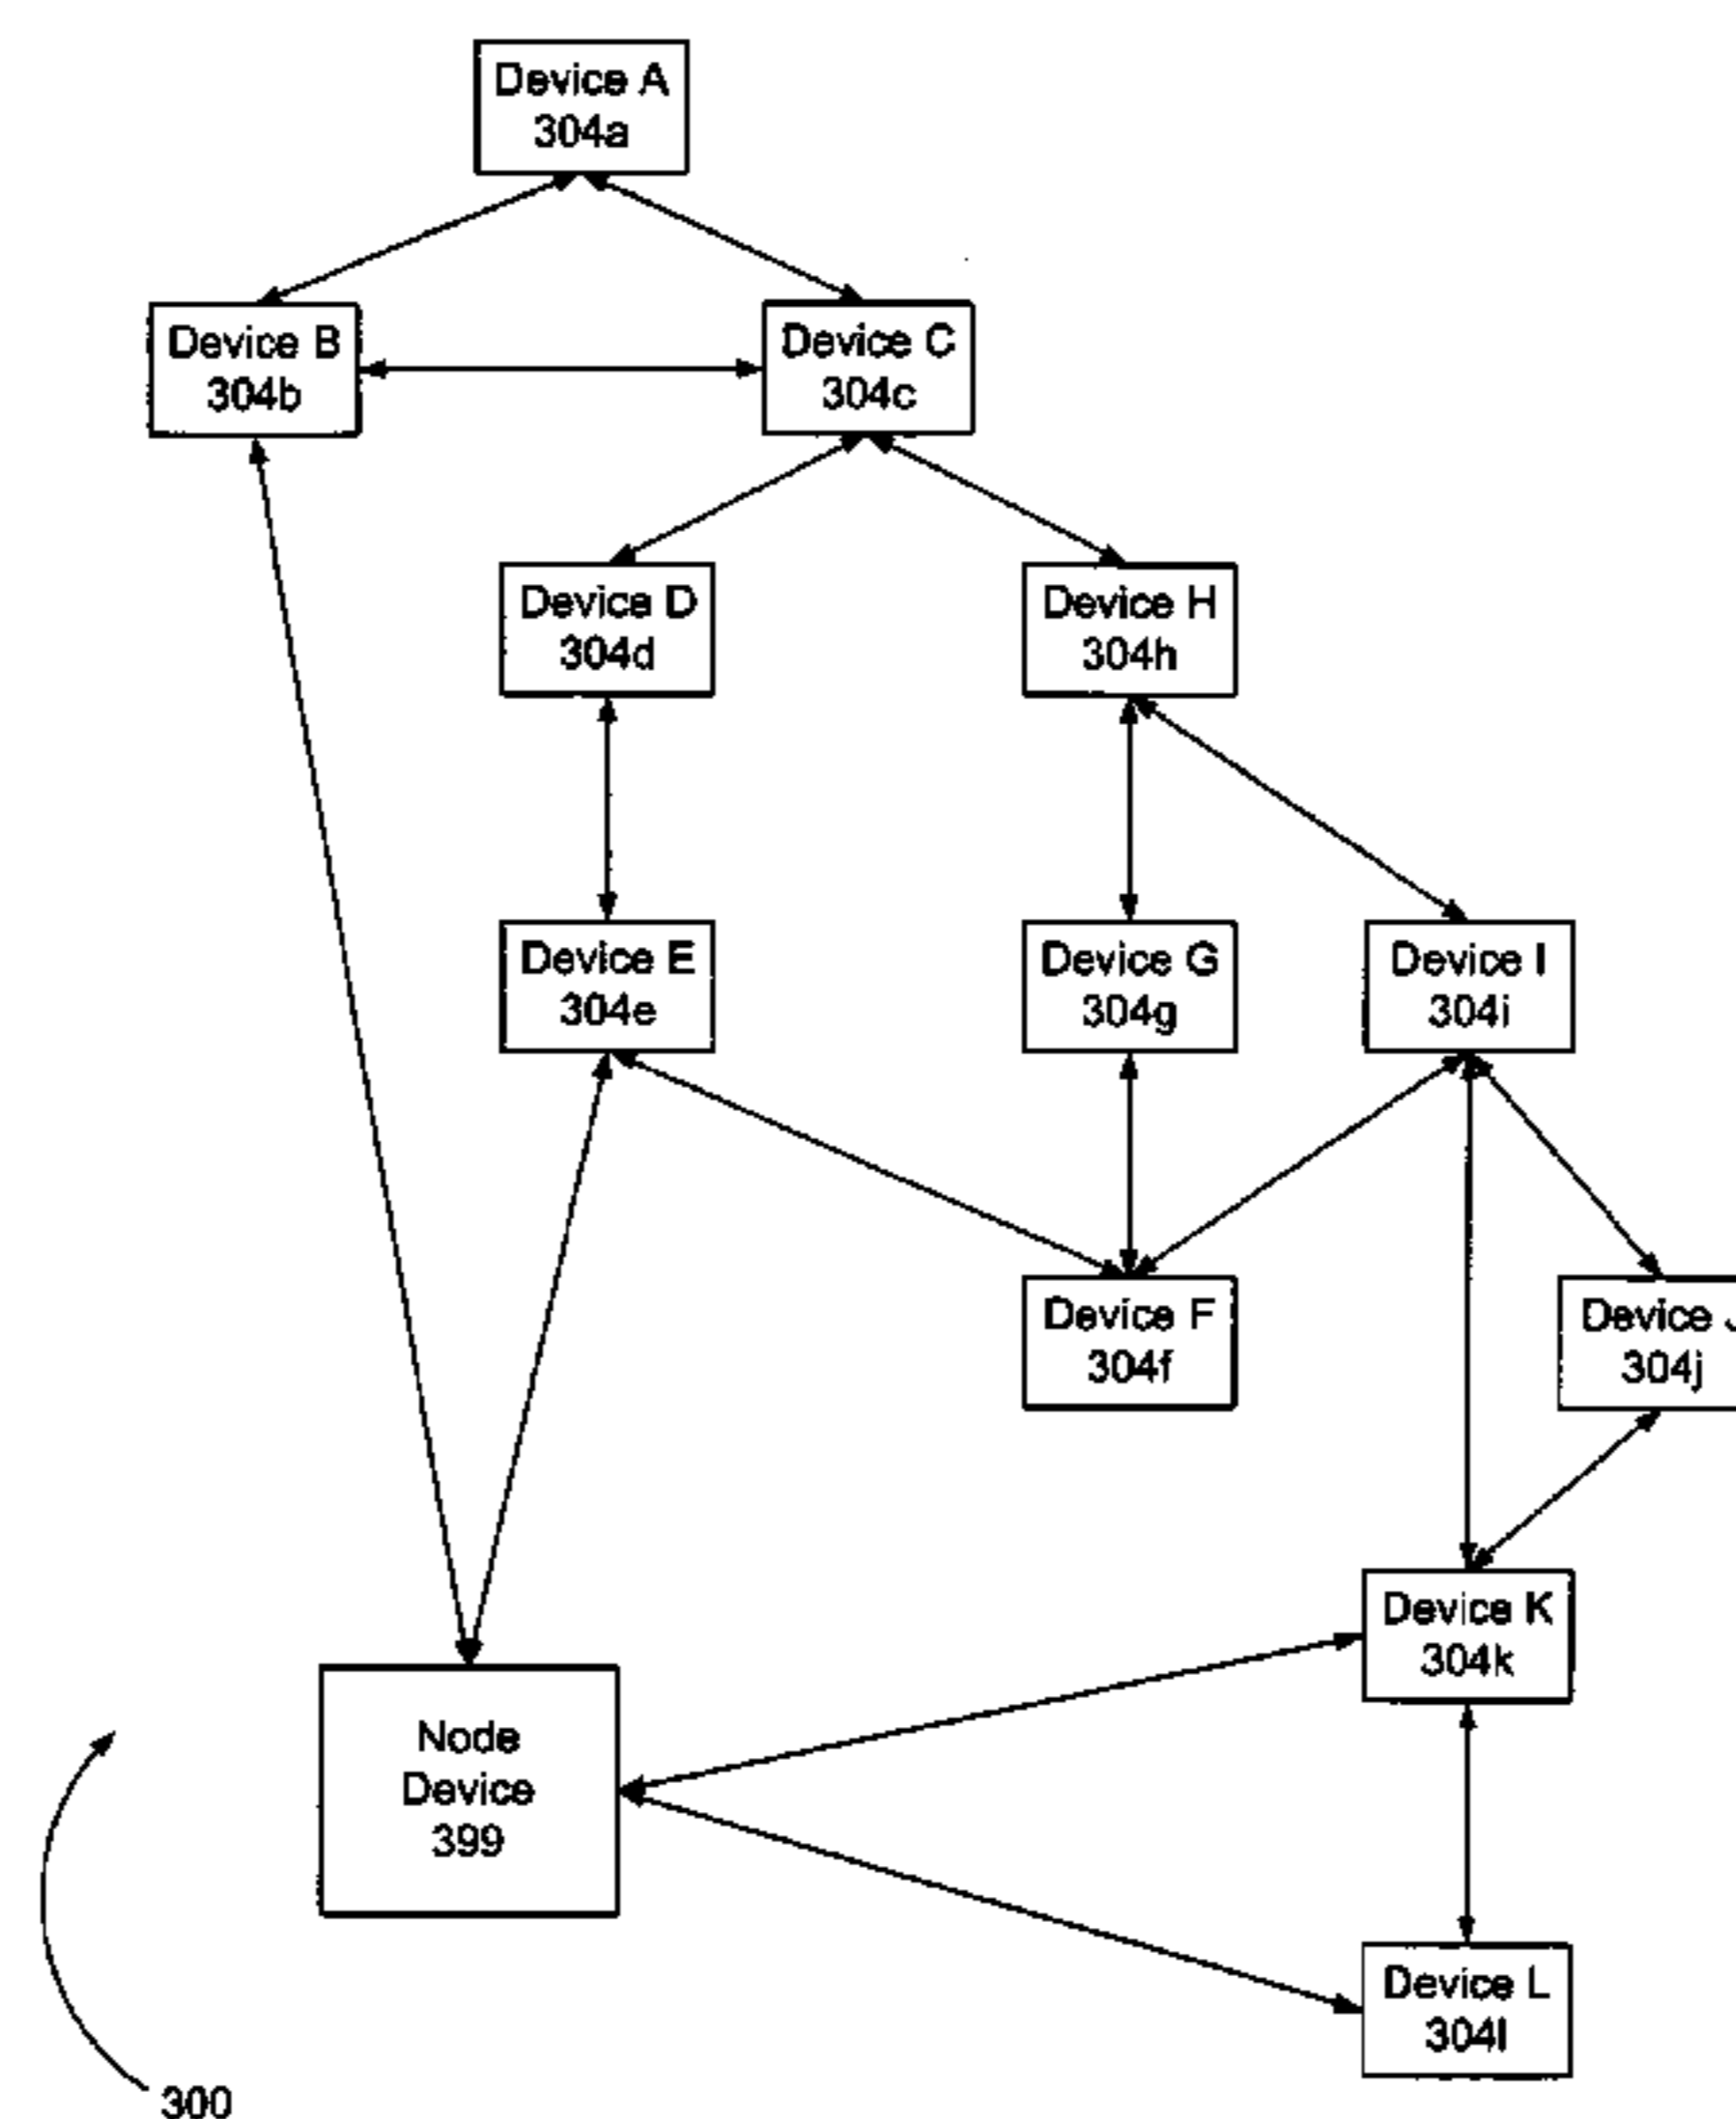 Device A
304a
Device B
304b
Device C
304c
Device D
304d
Device H
304h
Device E
304e
Device G
304g
Device I
304i
Device F
304f
Device J
304j
Device K
304k
Node
Device
399
Device L
304l
300